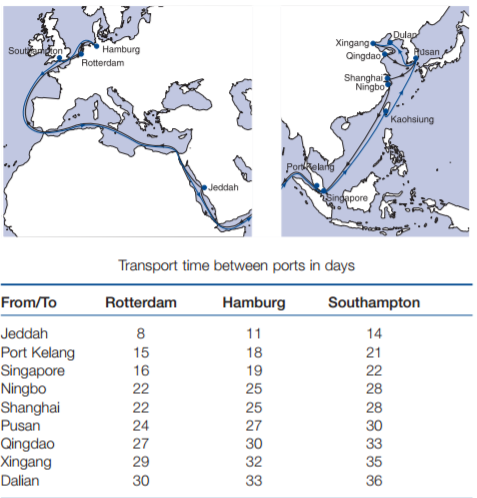 Southampton
Hamburg
Rotterdam
Jeddah
Dulan
Xingang
Pusan
Qingdao
Shanghai
Ningbo
Kaohsiung
Port Kelang
Singapore
Transport time between ports in days
From/To Rotterdam Hamburg Southampton
Jeddah 8 11 14
Port Kelang 15 18 21
Singapore 16 19 22
Ningbo 22 25 28
Shanghai 22 25 28
Pusan 24 27 30
Qingdao 27 30 33
Xingang 29 32 35
Dalian 30 33 36